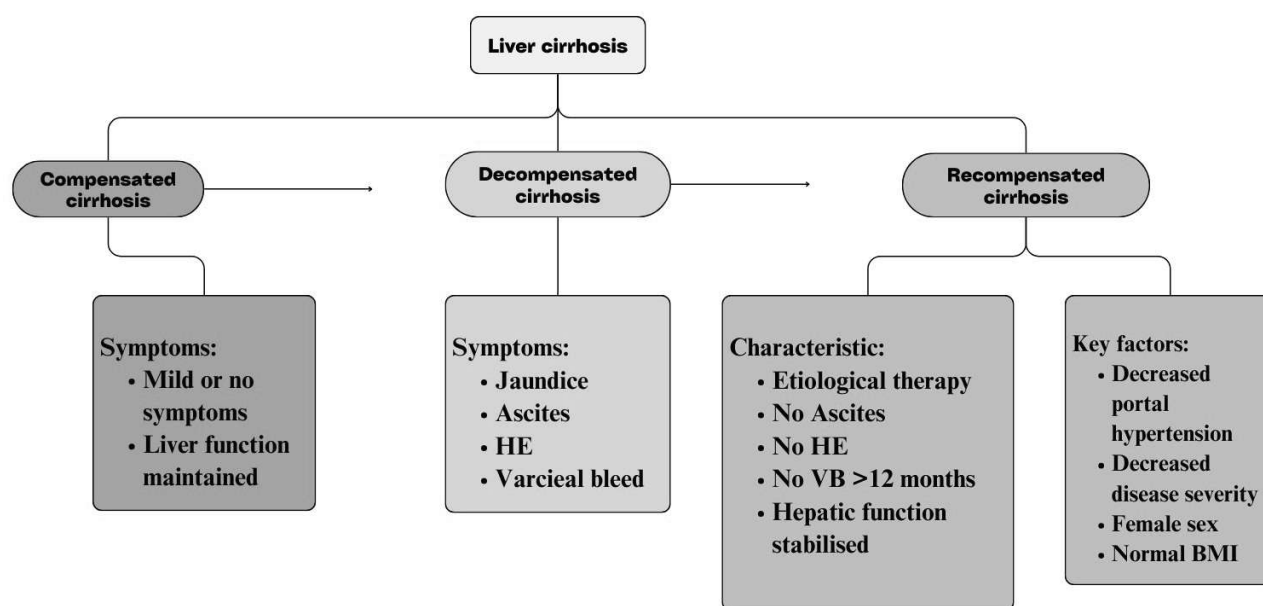 Liver cirrhosis
Compensated
cirrhosis
Decompensated
cirrhosis
Recompensated
cirrhosis
Symptoms:
• Mild or no
symptoms
• Liver function
maintained
Symptoms:
• Jaundice
• Ascites
• HE
• Varcieal bleed
Characteristic:
• Etiological therapy
• No Ascites
• No HE
• No VB >12 months
• Hepatic function
stabilised
Key factors:
• Decreased
portal
hypertension
• Decreased
disease severity
• Female sex
• Normal BMI